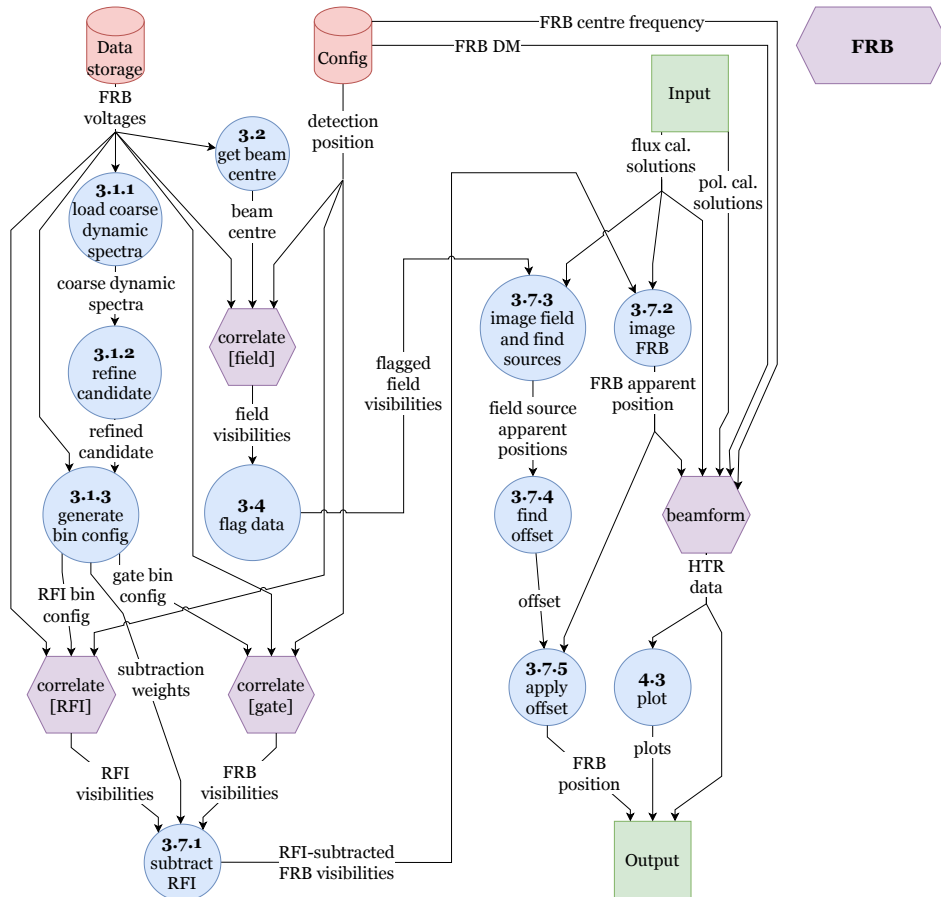 Data
storage
Config
FRB centre frequency
FRB DM
FRB
Input
FRB
voltages
detection
position
3.2
get beam
centre
flux cal.
solutions
pol. cal.
solutions
3.1.1
load coarse
dynamic
spectra
beam
centre
coarse dynamic
spectra
3.7.3
image field
and find
sources
3.7.2
image
FRB
correlate
[field]
3.1.2
refine
candidate
flagged
field
visibilities
FRB apparent
position
field
visibilities
field source
apparent
positions
refined
candidate
3.1.3
generate
bin config
3.4
flag data
3.7.4
find
offset
beamform
gate bin
config
RFI bin
config
HTR
data
offset
subtraction
weights
correlate
[RFI]
correlate
[gate]
3.7.5
apply
offset
4.3
plot
RFI
visibilities
FRB
visibilities
FRB
position
plots
3.7.1
subtract
RFI
RFI-subtracted
FRB visibilities
Output